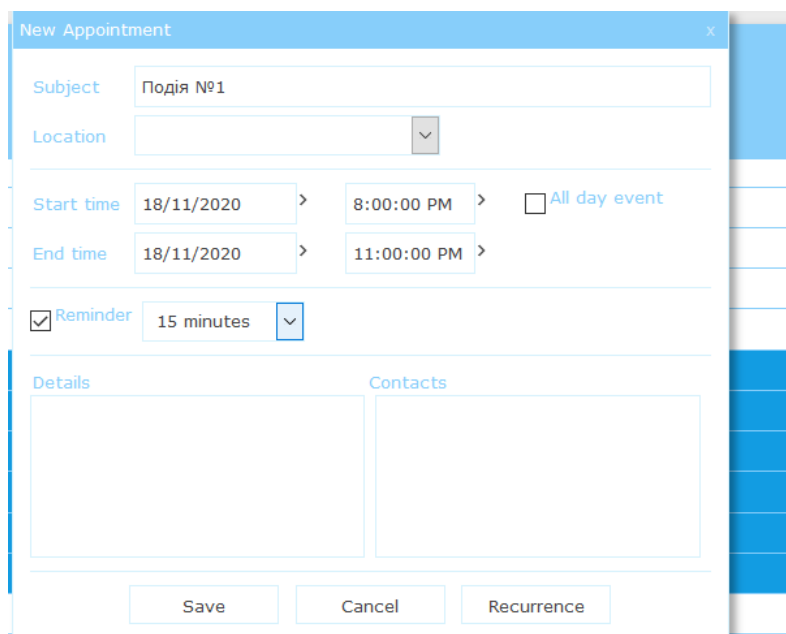 New Appointment x
Subject Подія №1
Location
Start time 18/11/2020 8:00:00 PM All day event
End time 18/11/2020 11:00:00 PM
Reminder 15 minutes
Details Contacts
Save Cancel Recurrence